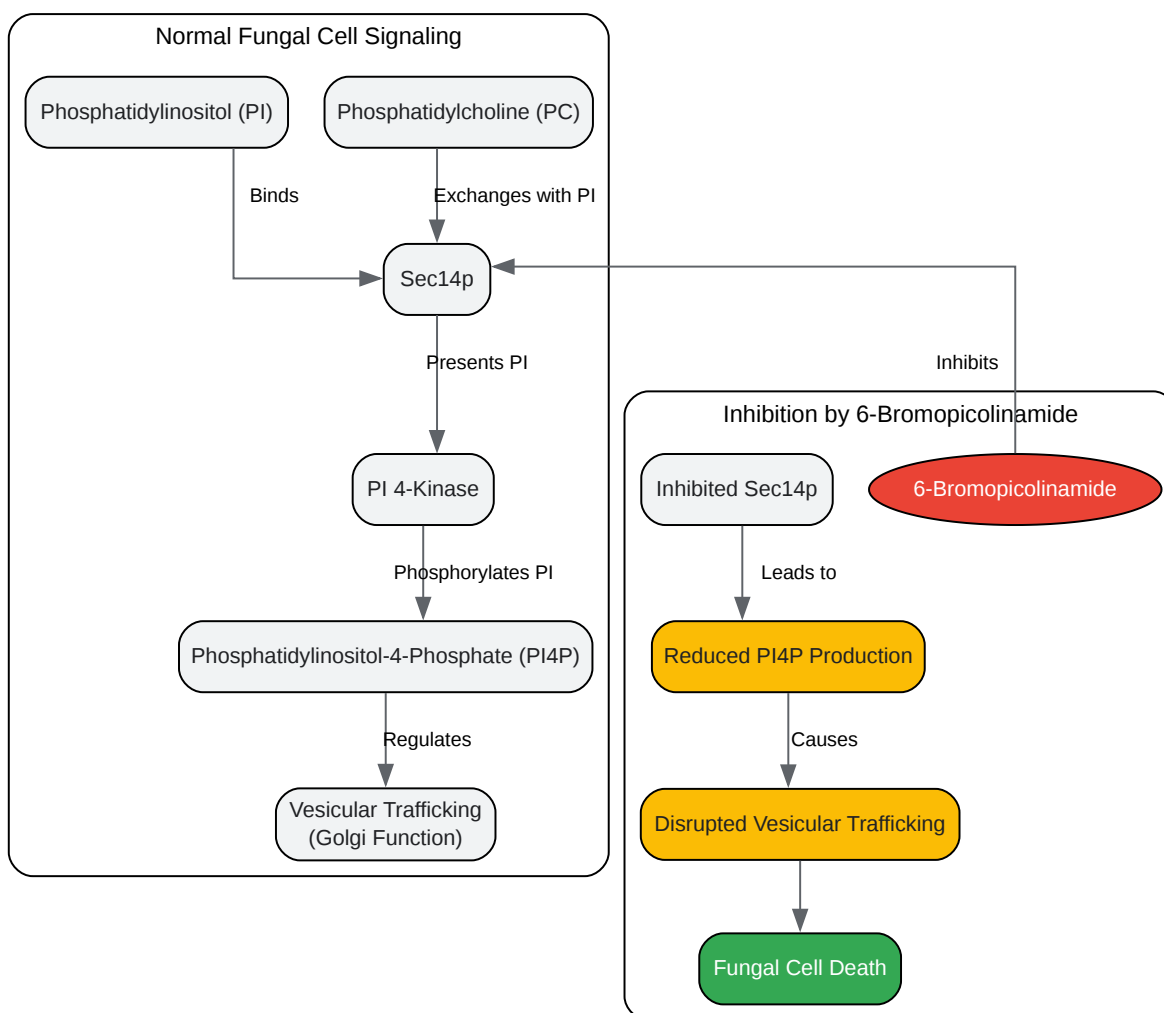 Normal Fungal Cell Signaling
Phosphatidylinositol (PI)
Phosphatidylcholine (PC)
Binds
Exchanges with PI
Sec14p
Presents PI
Inhibits
Inhibition by 6-Bromopicolinamide
PI 4-Kinase
Inhibited Sec14p
6-Bromopicolinamide
Phosphorylates PI
Leads to
Phosphatidylinositol-4-Phosphate (PI4P)
Reduced PI4P Production
Regulates
Causes
Vesicular Trafficking
(Golgi Function)
Disrupted Vesicular Trafficking
Fungal Cell Death